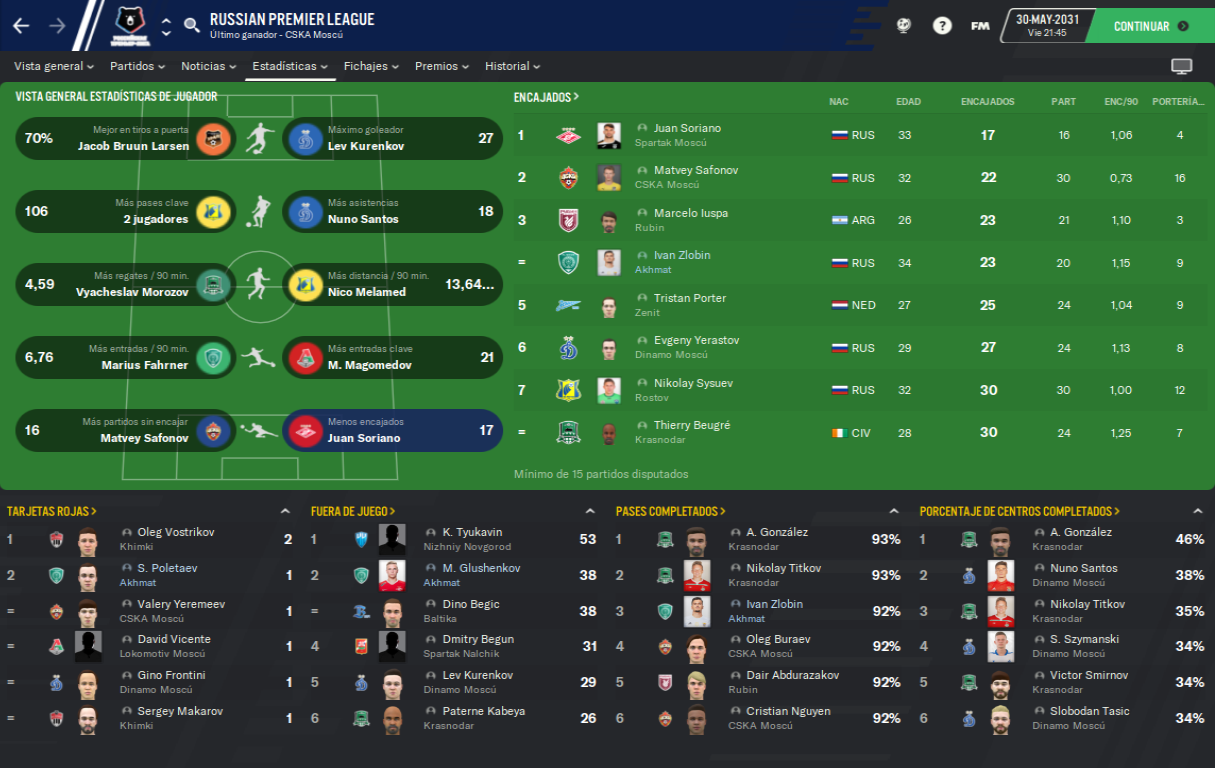 RUSSIAN PREMIER LEAGUE
Último ganador - CSKA Moscú
FM
30-MAY-2031
Vie 21:45
CONTINUAR
Vista general
Partidos
Noticias
Estadísticas
Fichajes
Premios
Historial
VISTA GENERAL ESTADÍSTICAS DE JUGADOR
70%
Mejor en tiros a puerta
Jacob Bruun Larsen
Máximo goleador
Lev Kurenkov
27
106
Más pases clave
2 jugadores
Más asistencias
Nuno Santos
18
4,59
Más regates / 90 min.
Vyacheslav Morozov
Más distancia / 90 min.
Nico Melamed
13,64...
6,76
Más entradas / 90 min.
Marius Fahrner
Más entradas clave
M. Magomedov
21
16
Más partidos sin encajar
Matvey Safonov
Menos encajados
Juan Soriano
17
ENCAJADOS >
NAC EDAD ENCAJADOS PART ENC/90 PORTERÍA...
1 Juan Soriano RUS 33 17 16 1,06 4
Spartak Moscú
2 Matvey Safonov RUS 32 22 30 0,73 16
CSKA Moscú
3 Marcelo Iuspa ARG 26 23 21 1,10 3
Rubin
= Ivan Zlobin RUS 34 23 20 1,15 9
Akhmat
5 Tristan Porter NED 27 25 24 1,04 9
Zenit
6 Evgeny Yerastov RUS 29 27 24 1,13 8
Dinamo Moscú
7 Nikolay Sysuev RUS 32 30 30 1,00 12
Rostov
= Thierry Beugré CIV 28 30 24 1,25 7
Krasnodar
Mínimo de 15 partidos disputados
TARJETAS ROJAS >
1 Oleg Vostrikov 2
Khimki
2 S. Poletaev 1
Akhmat
= Valery Yeremeev 1
CSKA Moscú
= David Vicente 1
Lokomotiv Moscú
= Gino Frontini 1
Dinamo Moscú
= Sergey Makarov 1
Khimki
FUERA DE JUEGO >
1 K. Tyukavin 53
Nizhniy Novgorod
2 M. Glushenkov 38
Akhmat
= Dino Begic 38
Baltika
4 Dmitry Begun 31
Spartak Nalchik
5 Lev Kurenkov 29
Dinamo Moscú
6 Paterne Kabeya 26
Krasnodar
PASES COMPLETADOS >
1 A. González 93%
Krasnodar
2 Nikolay Titkov 93%
Krasnodar
3 Ivan Zlobin 92%
Akhmat
4 Oleg Buraev 92%
CSKA Moscú
5 Dair Abdurazakov 92%
Rubin
6 Cristian Nguyen 92%
CSKA Moscú
PORCENTAJE DE CENTROS COMPLETADOS >
1 A. González 46%
Krasnodar
2 Nuno Santos 38%
Dinamo Moscú
3 Nikolay Titkov 35%
Krasnodar
4 S. Szymanski 34%
Dinamo Moscú
5 Victor Smirnov 34%
Krasnodar
6 Slobodan Tasic 34%
Dinamo Moscú